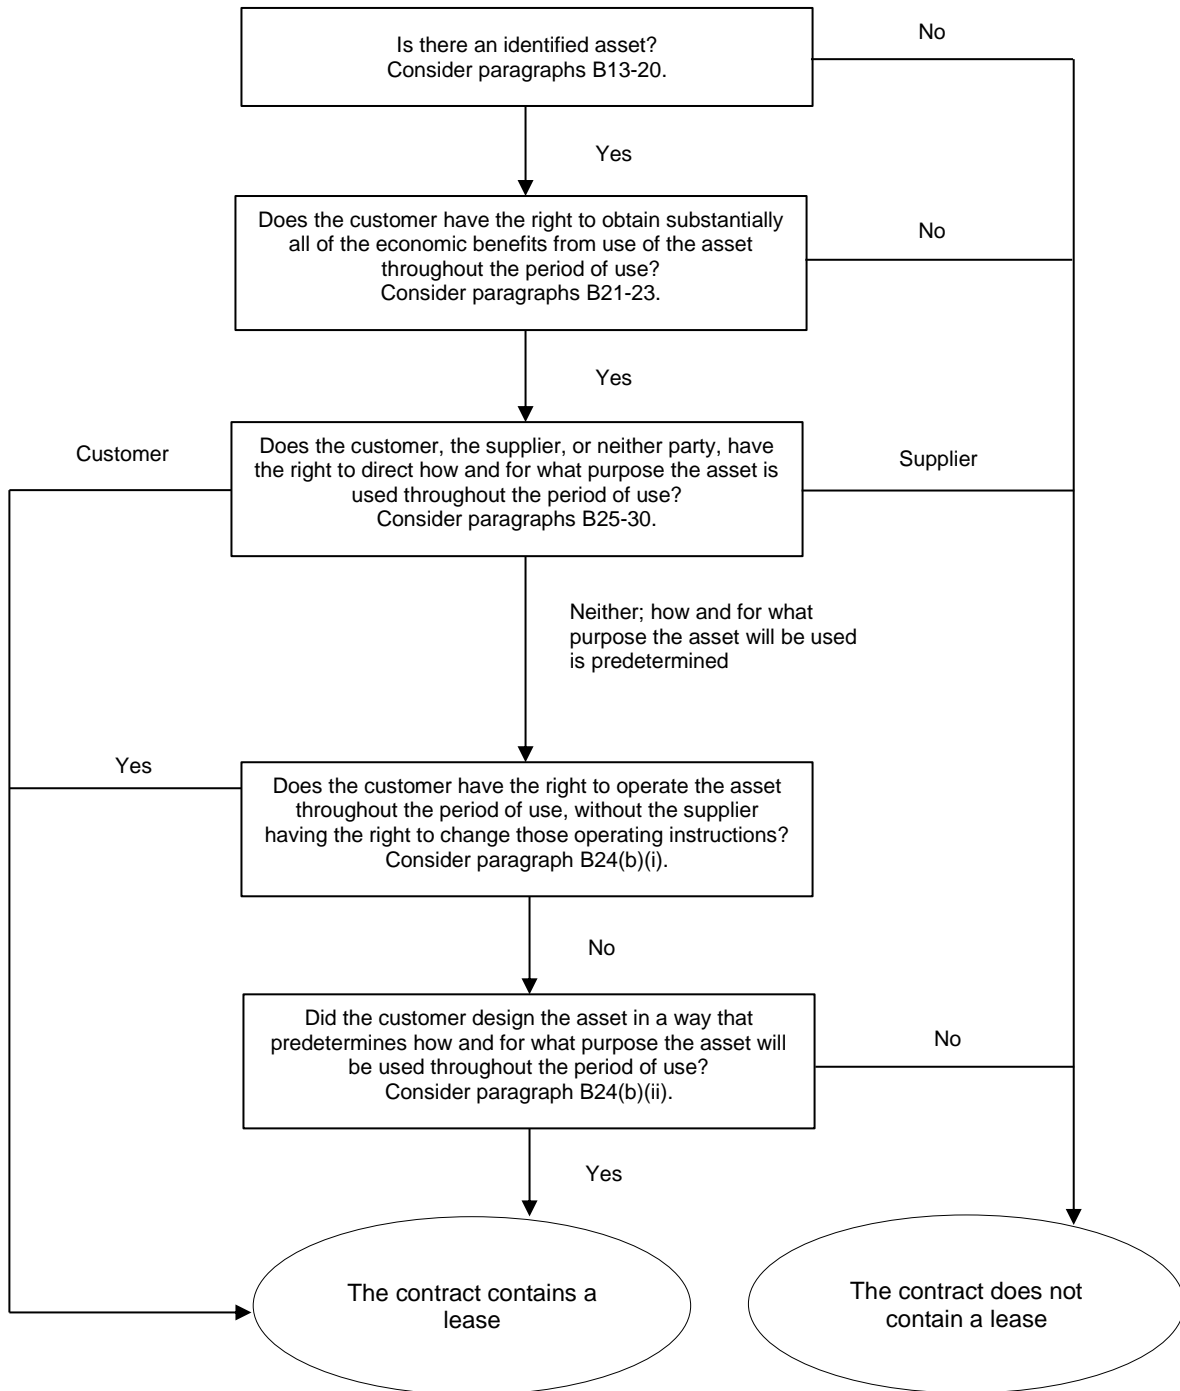 Is there an identified asset?
Consider paragraphs B13-20.
No
Yes
Does the customer have the right to obtain substantially
all of the economic benefits from use of the asset
throughout the period of use?
Consider paragraphs B21-23.
No
Yes
Customer
Does the customer, the supplier, or neither party, have
the right to direct how and for what purpose the asset is
used throughout the period of use?
Consider paragraphs B25-30.
Supplier
Neither; how and for what
purpose the asset will be used
is predetermined
Yes
Does the customer have the right to operate the asset
throughout the period of use, without the supplier
having the right to change those operating instructions?
Consider paragraph B24(b)(i).
No
Did the customer design the asset in a way that
predetermines how and for what purpose the asset will
be used throughout the period of use?
Consider paragraph B24(b)(ii).
No
Yes
The contract contains a
lease
The contract does not
contain a lease